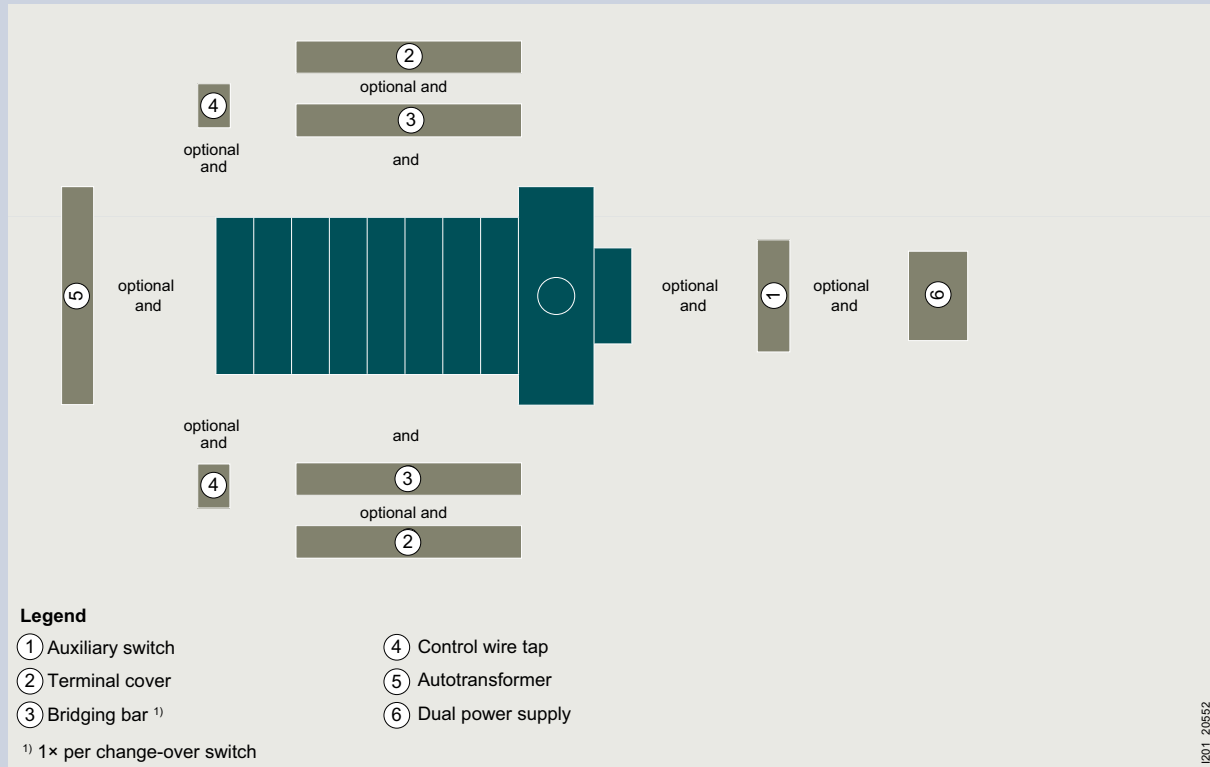 2
optional and
4
3
optional
and
and
5
optional
and
optional
and
1
optional
and
6
optional
and
and
4
3
optional and
2
Legend
1 Auxiliary switch
2 Terminal cover
3 Bridging bar 1)
1) 1× per change-over switch
4 Control wire tap
5 Autotransformer
6 Dual power supply
I201_20552